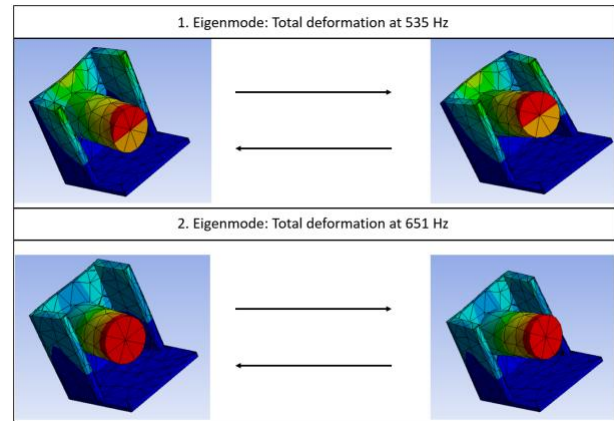 1. Eigenmode: Total deformation at 535 Hz
2. Eigenmode: Total deformation at 651 Hz